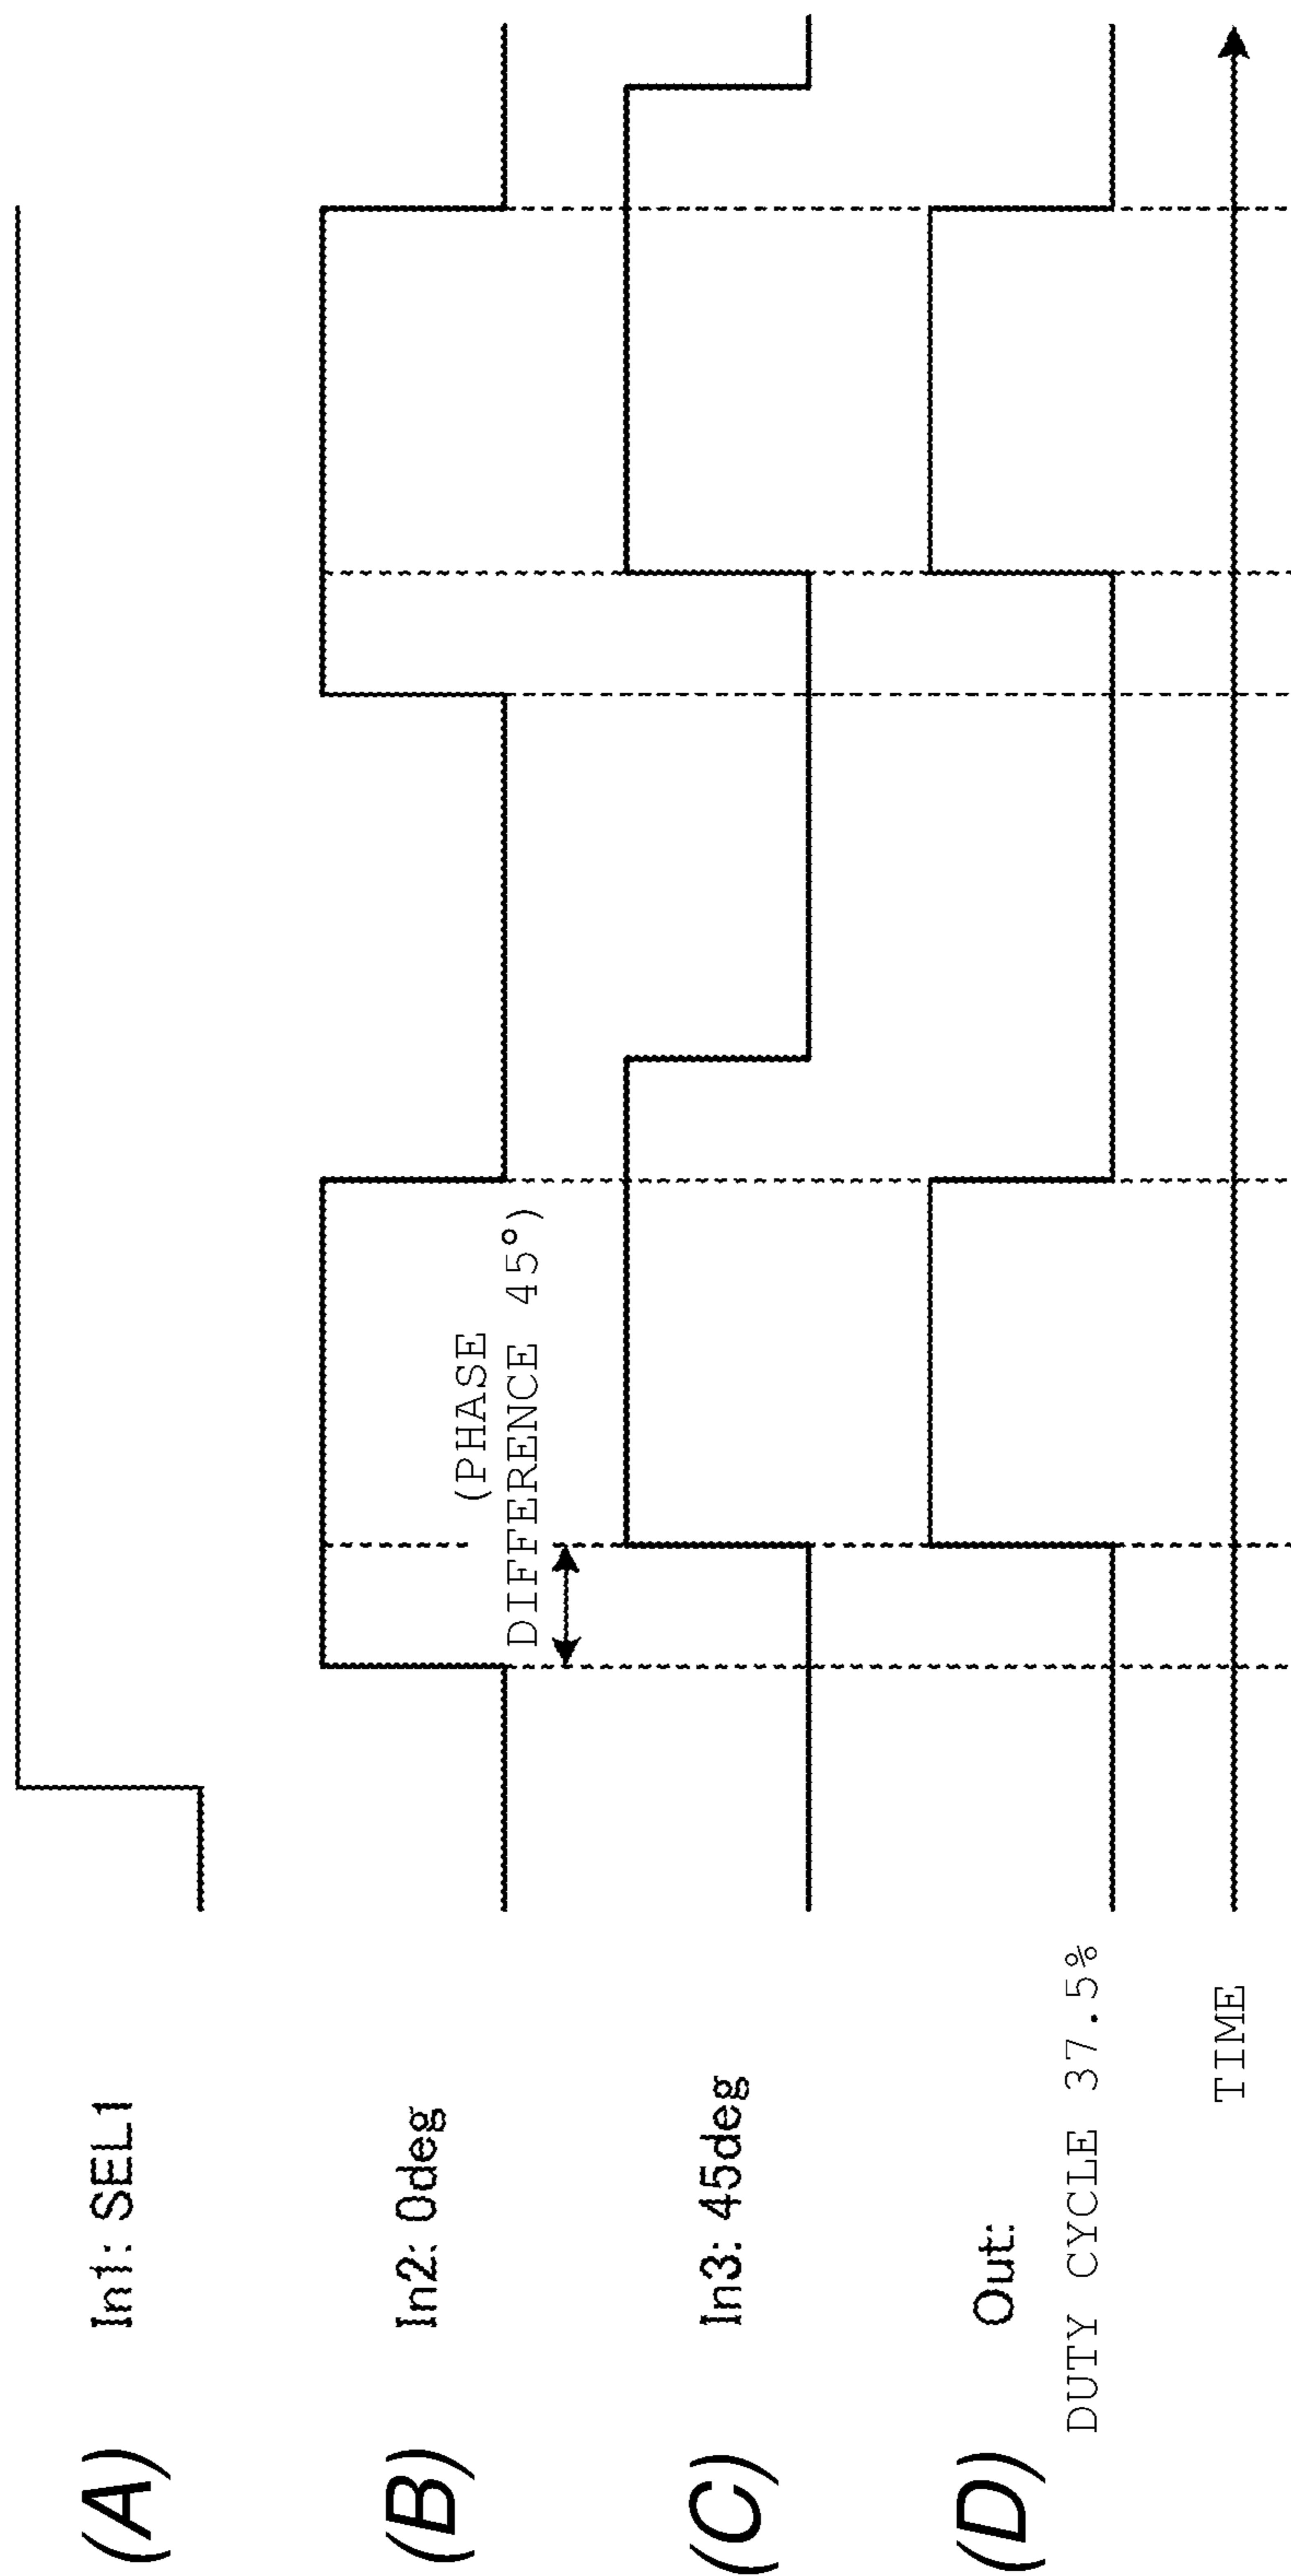 (A) In1: SEL1
(B) In2: 0deg
(PHASE
DIFFERENCE 45°)
(C) In3: 45deg
(D) Out:
DUTY CYCLE 37.5%
TIME